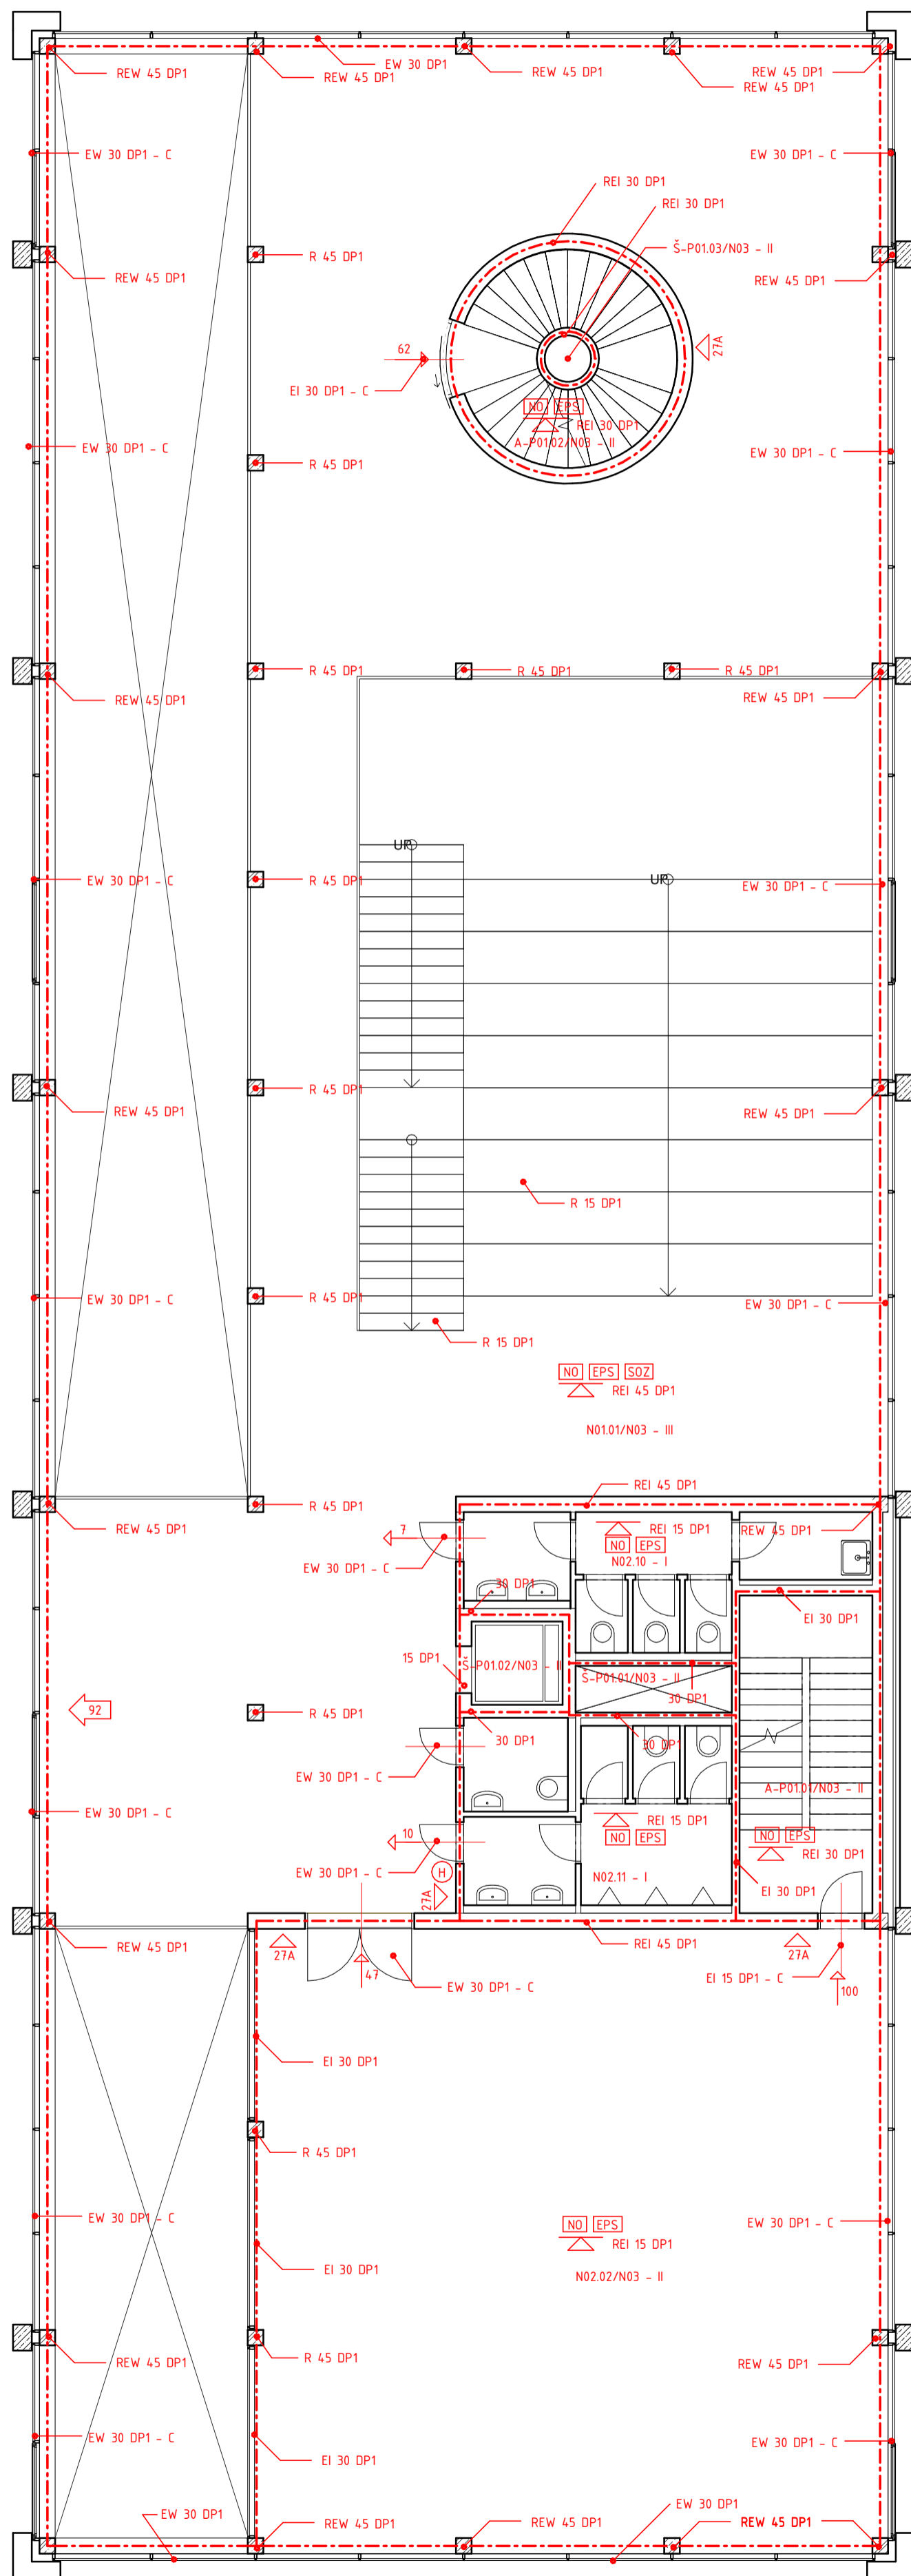 EW 30 DP1
REW 45 DP1
REW 45 DP1
REW 45 DP1
REW 45 DP1
REW 45 DP1
EW 30 DP1 - C
EW 30 DP1 - C
REI 30 DP1
REI 30 DP1
Š-P01.03/N03 - II
R 45 DP1
REW 45 DP1
REW 45 DP1
62
27A
EI 30 DP1 - C
NO EPS
REI 30 DP1
A-P01.02/N03 - II
EW 30 DP1 - C
EW 30 DP1 - C
R 45 DP1
R 45 DP1
R 45 DP1
R 45 DP1
REW 45 DP1
REW 45 DP1
UP
UP
EW 30 DP1 - C
R 45 DP1
EW 30 DP1 - C
R 45 DP1
REW 45 DP1
REW 45 DP1
R 15 DP1
EW 30 DP1 - C
R 45 DP1
EW 30 DP1 - C
R 15 DP1
NO EPS SOZ
REI 45 DP1
N01.01/N03 - III
REI 45 DP1
R 45 DP1
REW 45 DP1
7
REI 15 DP1
REW 45 DP1
NO EPS
N02.10 - I
EW 30 DP1 - C
30 DP1
EI 30 DP1
15 DP1
Š-P01.02/N03 - II
Š-P01.01/N03 - II
30 DP1
92
R 45 DP1
30 DP1
30 DP1
EW 30 DP1 - C
A-P01.01/N03 - II
EW 30 DP1 - C
REI 15 DP1
10
NO EPS
NO EPS
REI 30 DP1
EW 30 DP1 - C
H
N02.11 - I
27A
EI 30 DP1
REW 45 DP1
REI 45 DP1
27A
27A
47
EW 30 DP1 - C
EI 15 DP1 - C
100
EI 30 DP1
R 45 DP1
EW 30 DP1 - C
NO EPS
EW 30 DP1 - C
REI 15 DP1
EI 30 DP1
N02.02/N03 - II
REW 45 DP1
R 45 DP1
REW 45 DP1
EW 30 DP1 - C
EW 30 DP1 - C
EI 30 DP1
EW 30 DP1
EW 30 DP1
REW 45 DP1
REW 45 DP1
REW 45 DP1